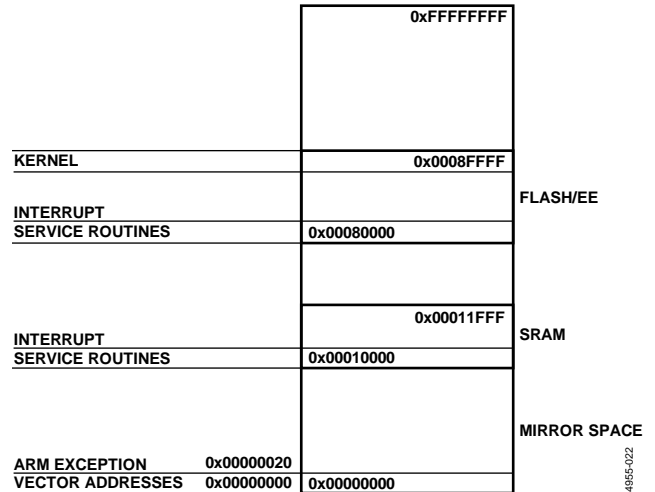 0xFFFFFFFF
KERNEL 0x0008FFFF
FLASH/EE
INTERRUPT
SERVICE ROUTINES 0x00080000
0x00011FFF
SRAM
INTERRUPT
SERVICE ROUTINES 0x00010000
MIRROR SPACE
ARM EXCEPTION 0x00000020
VECTOR ADDRESSES 0x00000000 0x00000000
4955-022